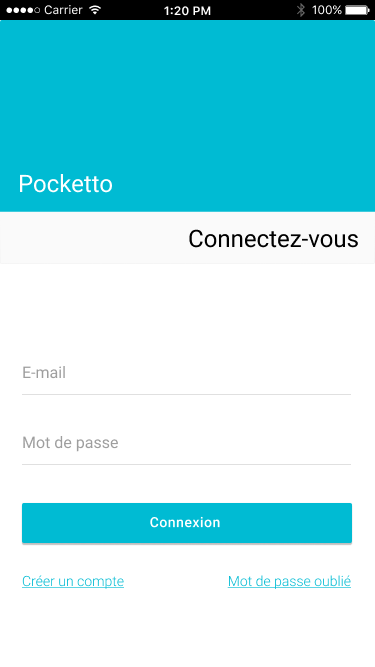 Carrier 1:20 PM 100%
Pocketto
Connectez-vous
E-mail
Mot de passe
Connexion
Créer un compte Mot de passe oublié